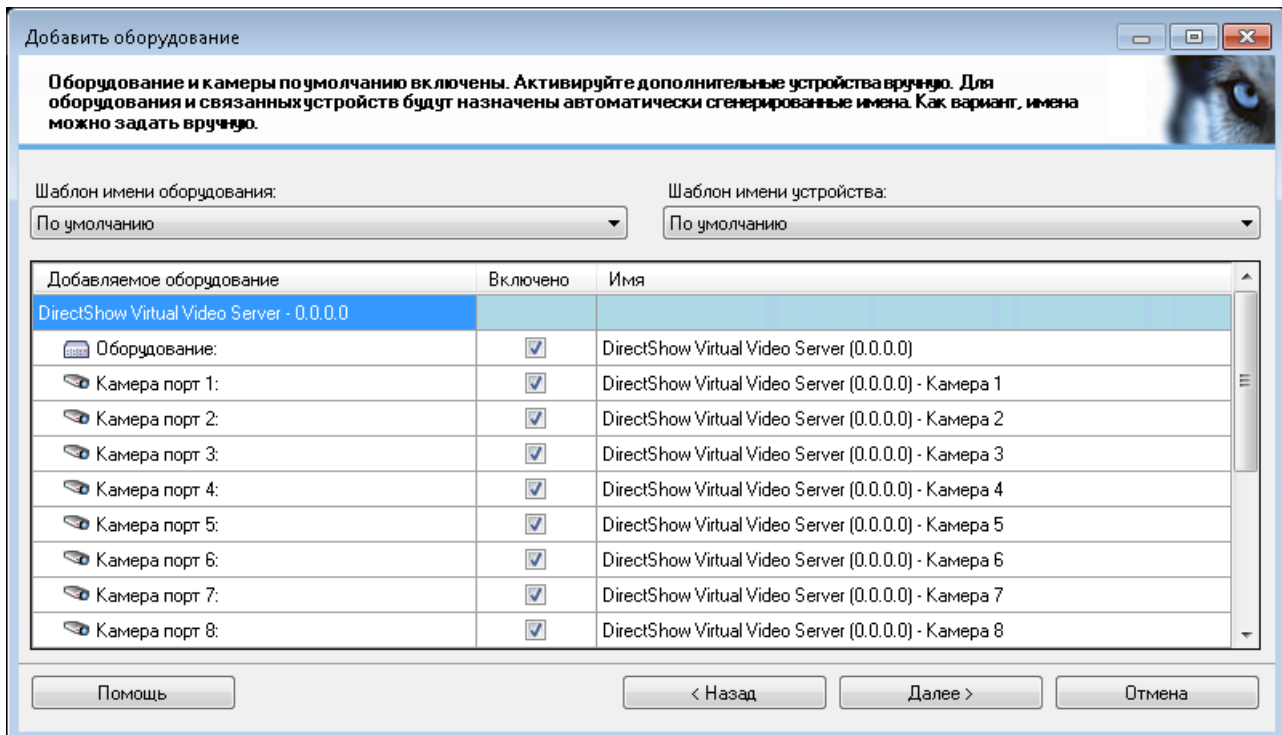 Добавить оборудование
Оборудование и камеры по умолчанию включены. Активируйте дополнительные устройства вручную. Для
оборудования и связанных устройств будут назначены автоматически сгенерированные имена. Как вариант, имена
можно задать вручную.
Шаблон имени оборудования: Шаблон имени устройства:
По умолчанию По умолчанию
Добавляемое оборудование Включено Имя
DirectShow Virtual Video Server - 0.0.0.0
Оборудование: DirectShow Virtual Video Server (0.0.0.0)
Камера порт 1: DirectShow Virtual Video Server (0.0.0.0) - Камера 1
Камера порт 2: DirectShow Virtual Video Server (0.0.0.0) - Камера 2
Камера порт 3: DirectShow Virtual Video Server (0.0.0.0) - Камера 3
Камера порт 4: DirectShow Virtual Video Server (0.0.0.0) - Камера 4
Камера порт 5: DirectShow Virtual Video Server (0.0.0.0) - Камера 5
Камера порт 6: DirectShow Virtual Video Server (0.0.0.0) - Камера 6
Камера порт 7: DirectShow Virtual Video Server (0.0.0.0) - Камера 7
Камера порт 8: DirectShow Virtual Video Server (0.0.0.0) - Камера 8
Помощь < Назад Далее > Отмена